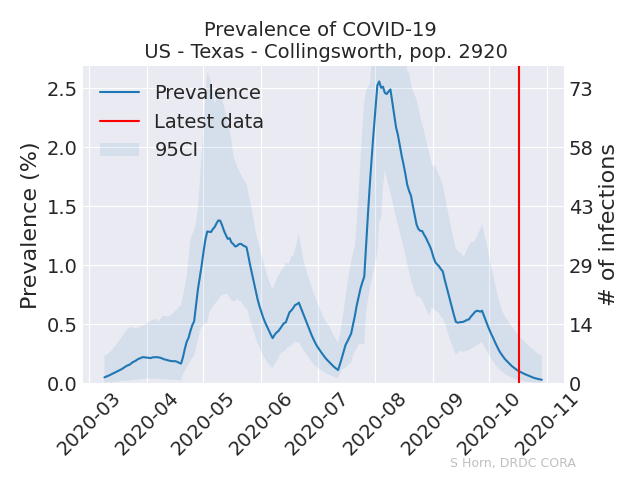 Prevalence of COVID-19
US - Texas - Collingsworth, pop. 2920
Prevalence
Latest data
95CI
Prevalence (%)
2.5
2.0
1.5
1.0
0.5
0.0
73
58
43
29
14
0
# of infections
2020-03
2020-04
2020-05
2020-06
2020-07
2020-08
2020-09
2020-10
2020-11
S Horn, DRDC CORA